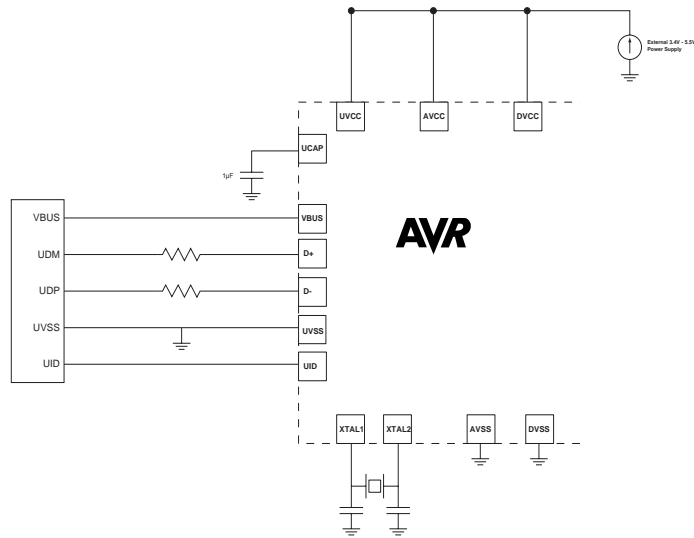 External 3.4V - 5.5V
Power Supply
UVCC
AVCC
DVCC
UCAP
1µF
VBUS
VBUS
AVR
UDM
D+
UDP
D-
UVSS
UVSS
UID
UID
XTAL1
XTAL2
AVSS
DVSS